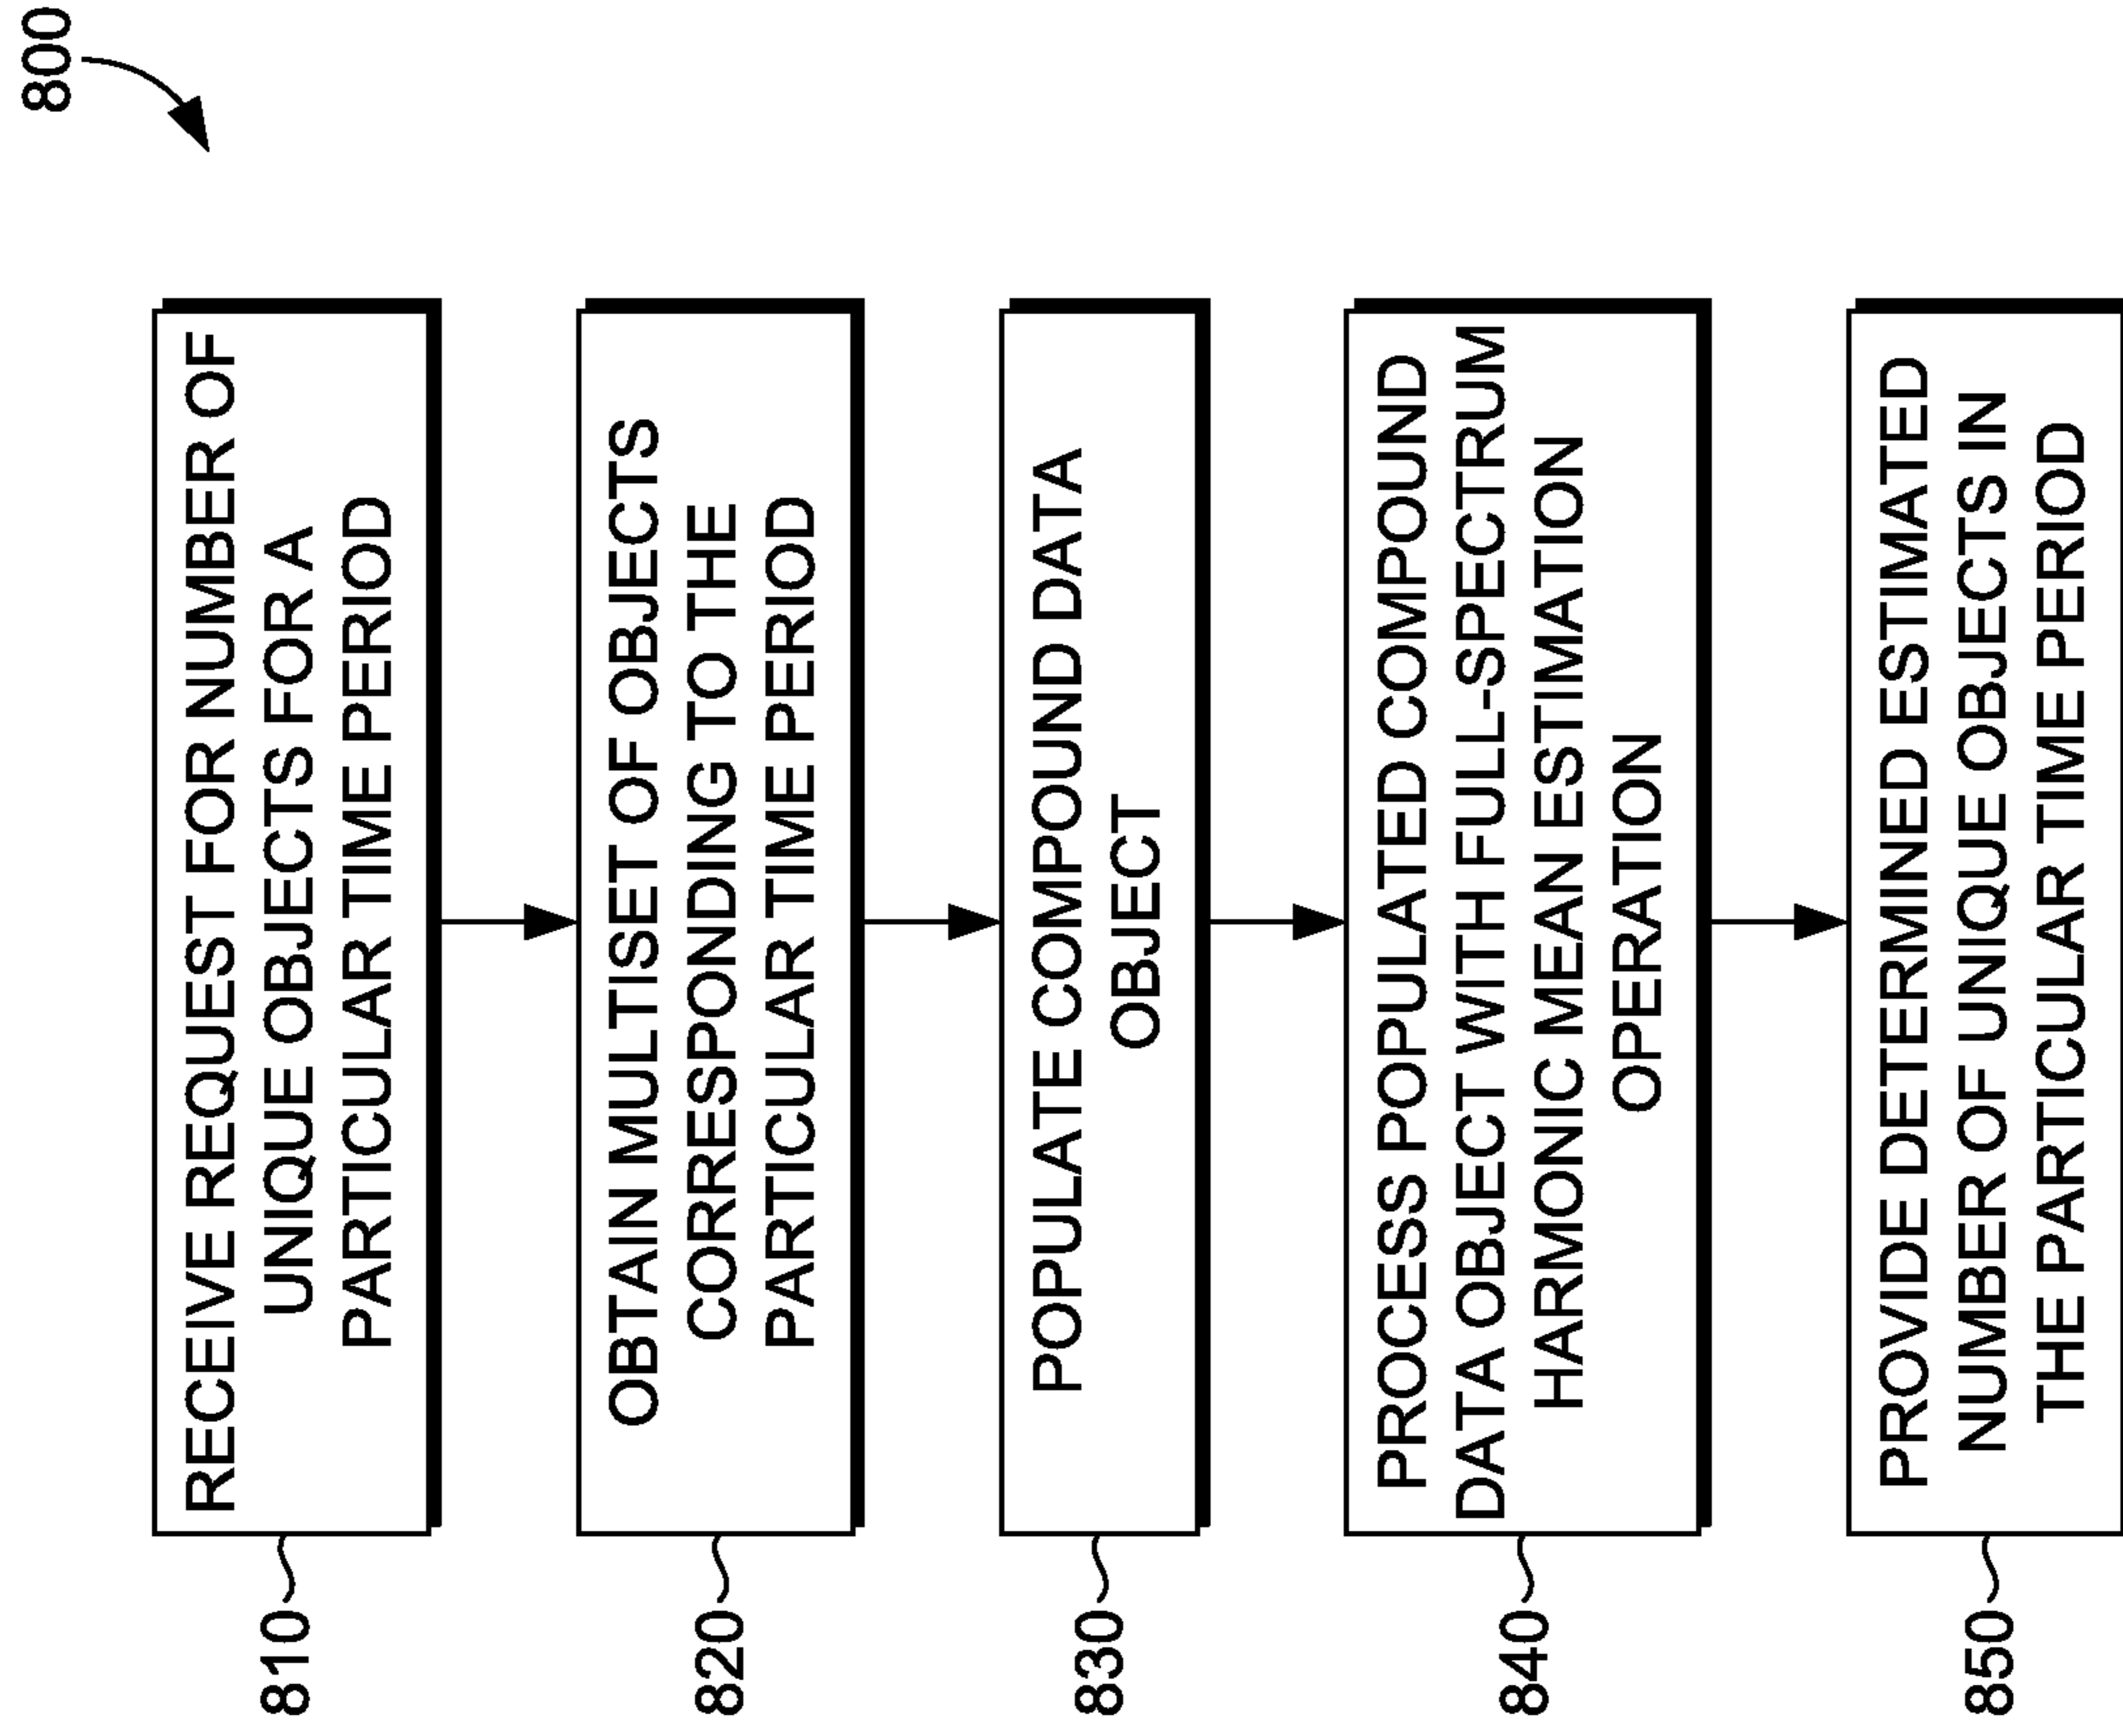 800
810
RECEIVE REQUEST FOR NUMBER OF
UNIQUE OBJECTS FOR A
PARTICULAR TIME PERIOD
820
OBTAIN MULTISET OF OBJECTS
CORRESPONDING TO THE
PARTICULAR TIME PERIOD
830
POPULATE COMPOUND DATA
OBJECT
840
PROCESS POPULATED COMPOUND
DATA OBJECT WITH FULL-SPECTRUM
HARMONIC MEAN ESTIMATION
OPERATION
850
PROVIDE DETERMINED ESTIMATED
NUMBER OF UNIQUE OBJECTS IN
THE PARTICULAR TIME PERIOD